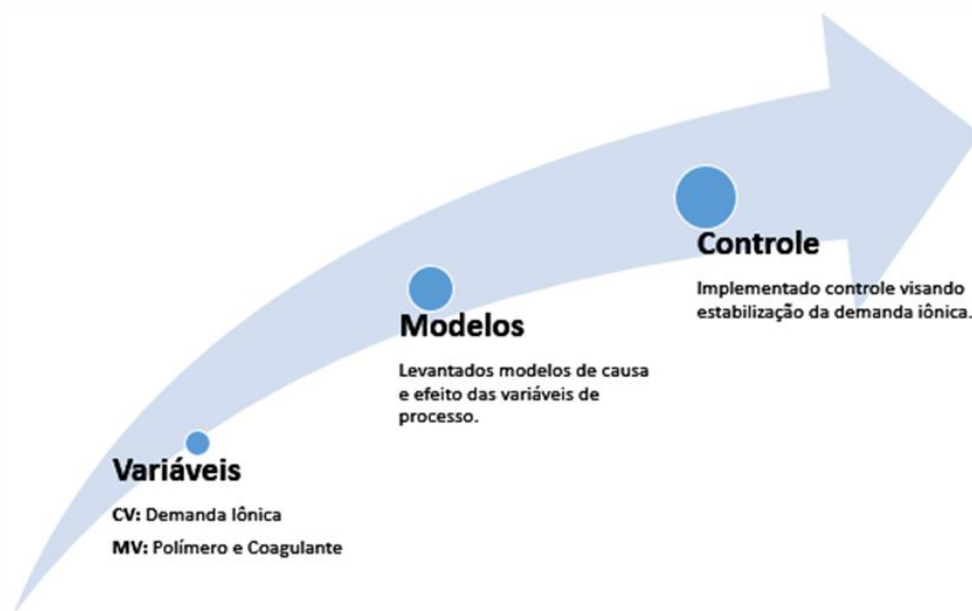 Variáveis
CV: Demanda Iônica
MV: Polímero e Coagulante
Modelos
Levantados modelos de causa
e efeito das variáveis de
processo.
Controle
Implementado controle visando
estabilização da demanda iônica.